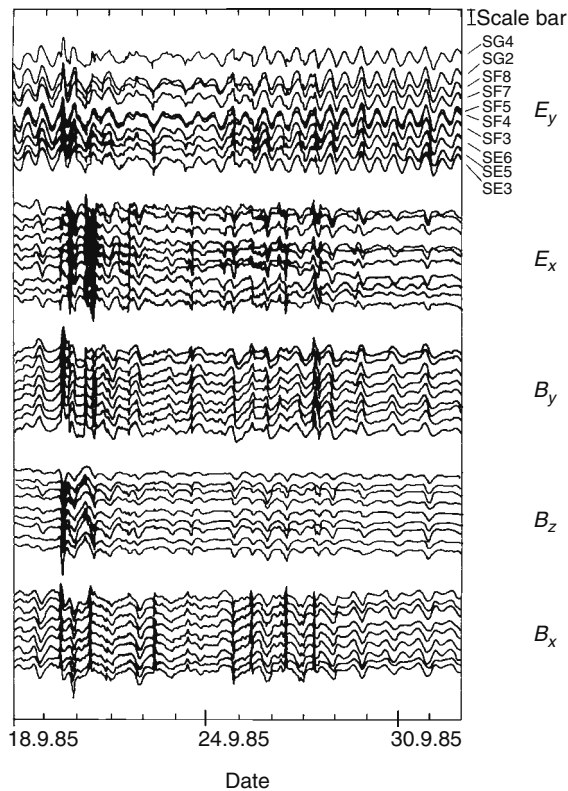 Scale bar
SG4
SG2
SF8
SF7
SF5
SF4
SF3
SE6
SE5
SE3
Ey
Ex
By
Bz
Bx
18.9.85 24.9.85 30.9.85
Date